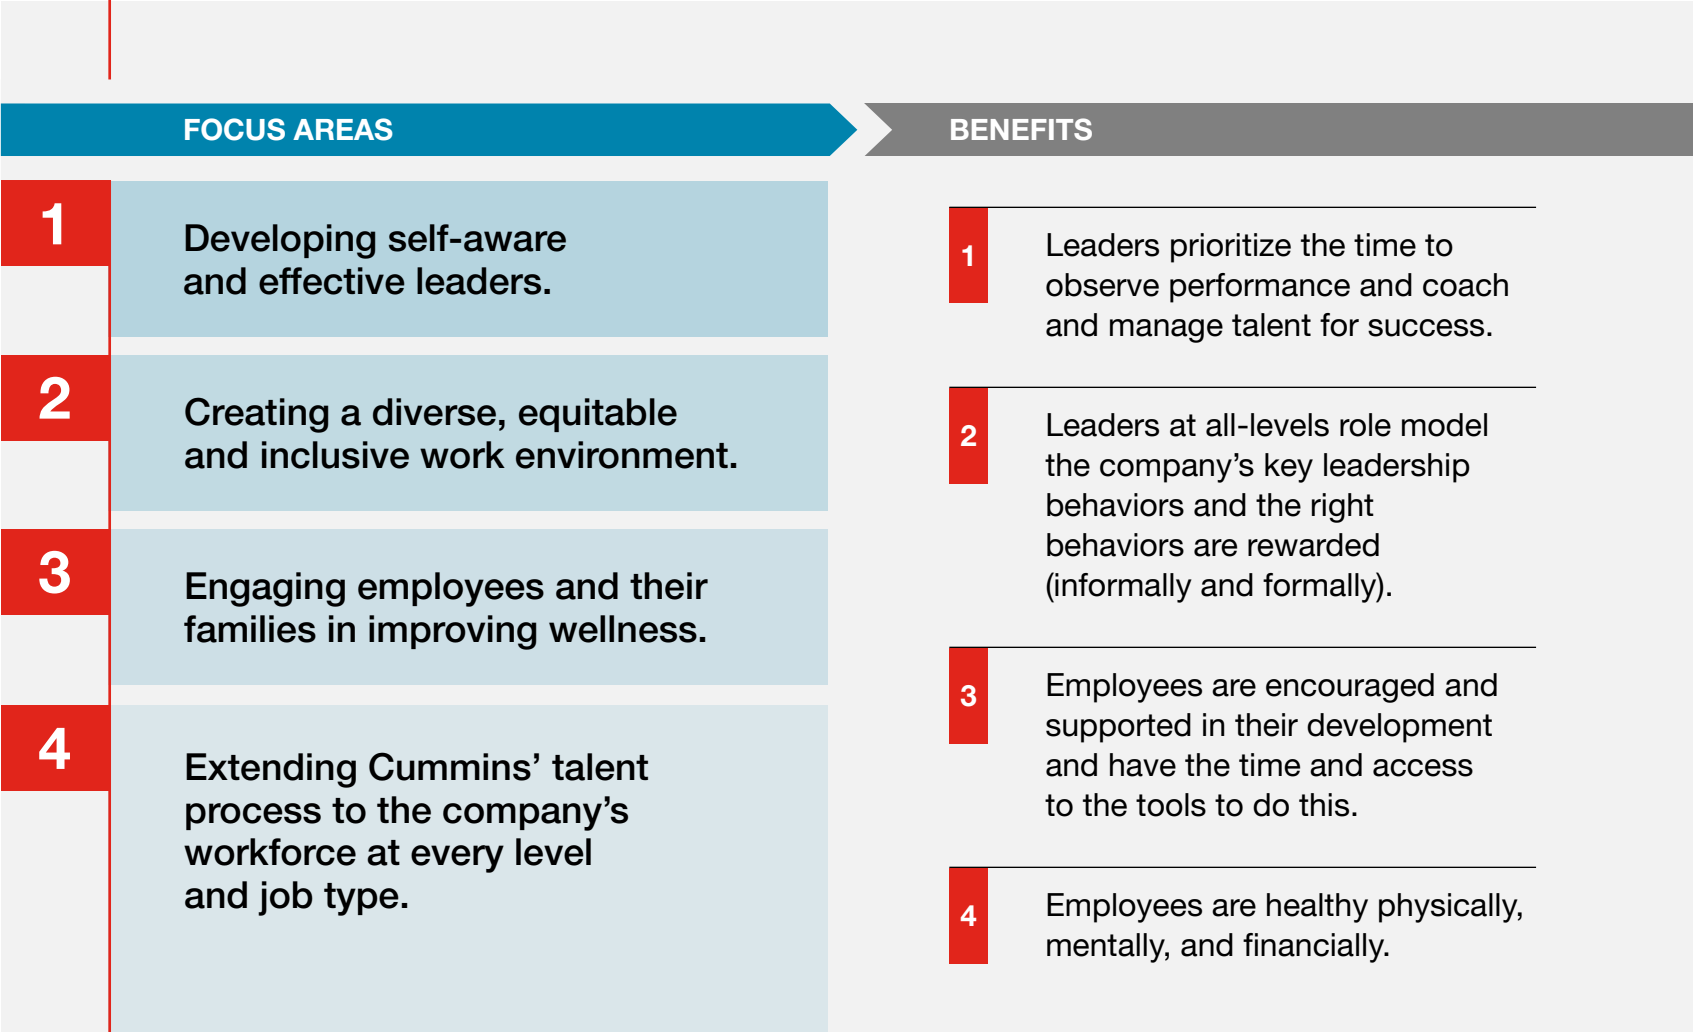 FOCUS AREAS
1
Developing self-aware
and effective leaders.
2
Creating a diverse, equitable
and inclusive work environment.
3
Engaging employees and their
families in improving wellness.
4
Extending Cummins’ talent
process to the company’s
workforce at every level
and job type.
BENEFITS
1
Leaders prioritize the time to
observe performance and coach
and manage talent for success.
2
Leaders at all-levels role model
the company’s key leadership
behaviors and the right
behaviors are rewarded
(informally and formally).
3
Employees are encouraged and
supported in their development
and have the time and access
to the tools to do this.
4
Employees are healthy physically,
mentally, and financially.